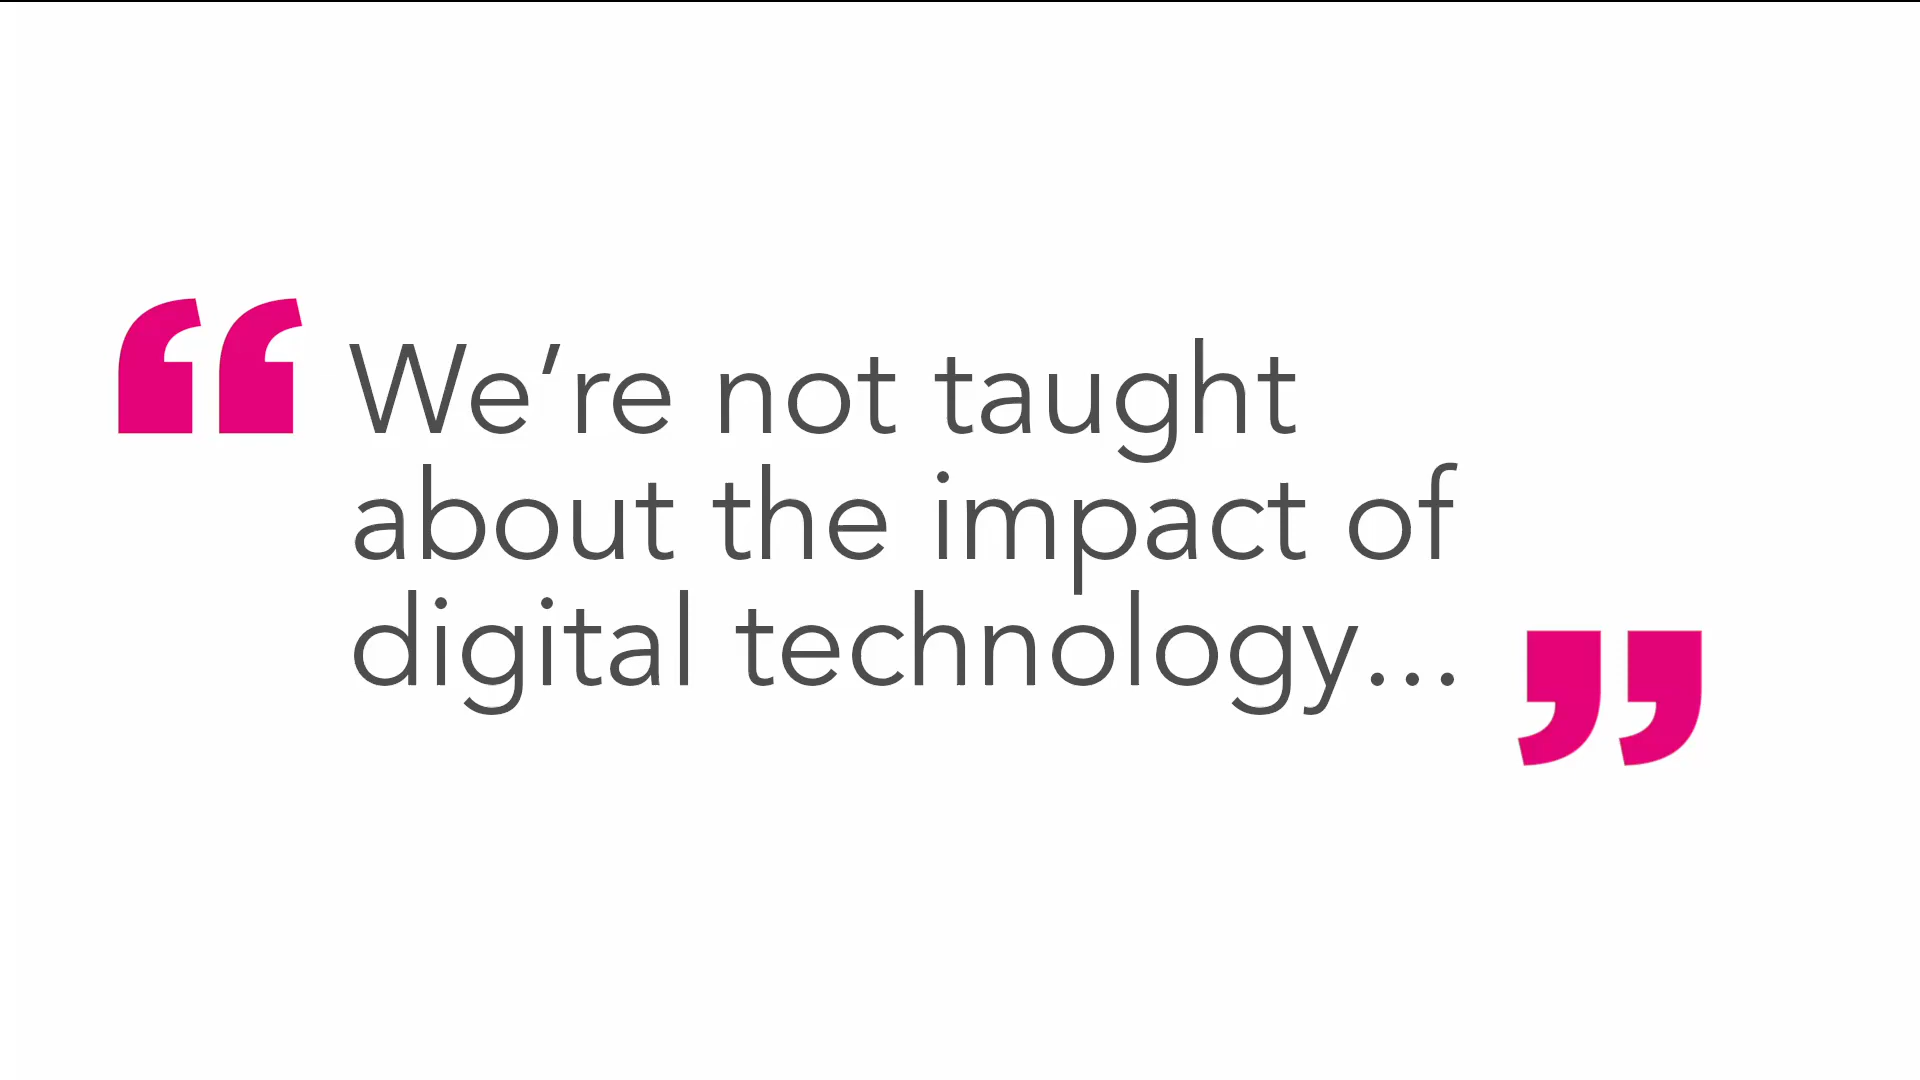 “We’re not taught
about the impact of
digital technology...”